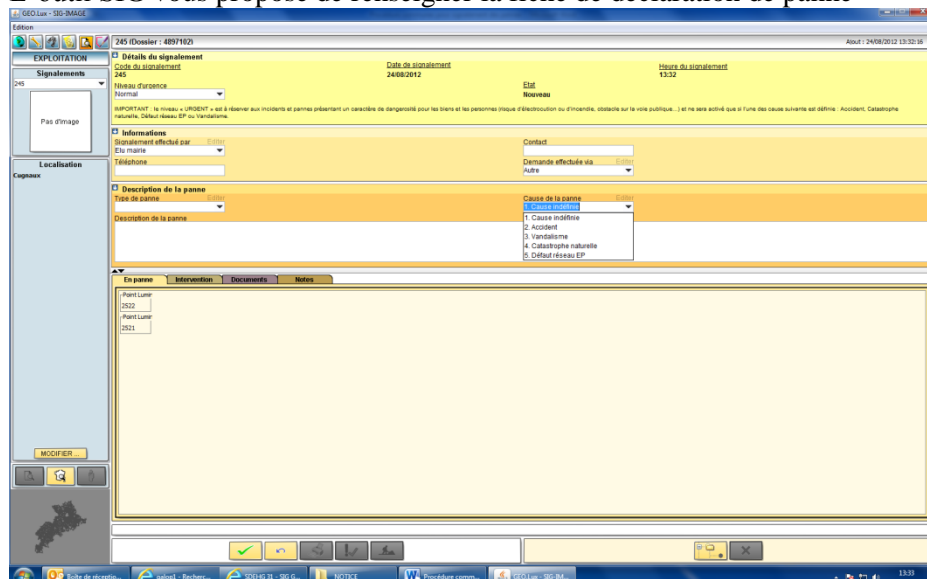 L'outil SIG vous propose de renseigner la fiche de déclaration de panne
GEO.Lux - SIG-IMAGE
Edition
245 (Dossier : 4897102)
Ajout : 24/08/2012 13:32:16
EXPLOITATION
Signalements
245
Pas d'image
Localisation
Cugnaux
MODIFIER ...
Détails du signalement
Code du signalement
Date de signalement
Heure du signalement
245
24/08/2012
13:32
Niveau d'urgence
Etat
Normal
Nouveau
IMPORTANT : le niveau « URGENT » est à réserver aux incidents et pannes présentant un caractère de dangerosité pour les biens et les personnes (risque d'électrocution ou d'incendie, obstacle sur la voie publique...) et ne sera activé que si l'une des cause suivante est définie : Accident, Catastrophe
naturelle, Défaut réseau EP ou Vandalisme.
Informations
Signalement effectué par Editer
Contact
Elu mairie
Téléphone
Demande effectuée via Editer
Autre
Description de la panne
Type de panne Editer
Cause de la panne Editer
1. Cause indéfinie
Description de la panne
1. Cause indéfinie
2. Accident
3. Vandalisme
4. Catastrophe naturelle
5. Défaut réseau EP
En panne Intervention Documents Notes
Point Lumir
2522
Point Lumir
2521
Boîte de réceptio...
palos1 - Recherc...
SDEHG 31 - SIG G...
NOTICE
Procédure comm...
GEO.Lux - SIG-IM...
13:33